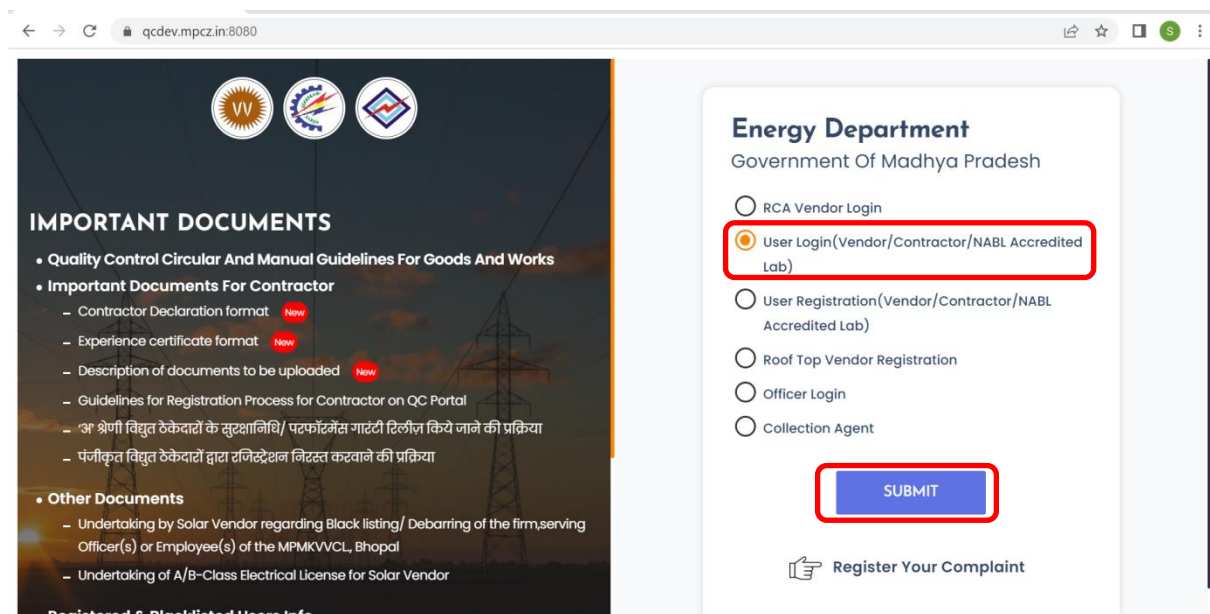 qcdev.mpcz.in:8080
S
VV
IMPORTANT DOCUMENTS
• Quality Control Circular And Manual Guidelines For Goods And Works
• Important Documents For Contractor
– Contractor Declaration format New
– Experience certificate format New
– Description of documents to be uploaded New
– Guidelines for Registration Process for Contractor on QC Portal
– 'अ' श्रेणी विद्युत ठेकेदारों के सुरक्षानिधि/ परफॉरमेंस गारंटी रिलीज़ किये जाने की प्रक्रिया
– पंजीकृत विद्युत ठेकेदारों द्वारा रजिस्ट्रेशन निरस्त करवाने की प्रक्रिया
• Other Documents
– Undertaking by Solar Vendor regarding Black listing/ Debarring of the firm,serving
Officer(s) or Employee(s) of the MPMKVVCL, Bhopal
– Undertaking of A/B-Class Electrical License for Solar Vendor
• Registered & Blacklisted Users Info
Energy Department
Government Of Madhya Pradesh
RCA Vendor Login
User Login(Vendor/Contractor/NABL Accredited
Lab)
User Registration(Vendor/Contractor/NABL
Accredited Lab)
Roof Top Vendor Registration
Officer Login
Collection Agent
SUBMIT
Register Your Complaint